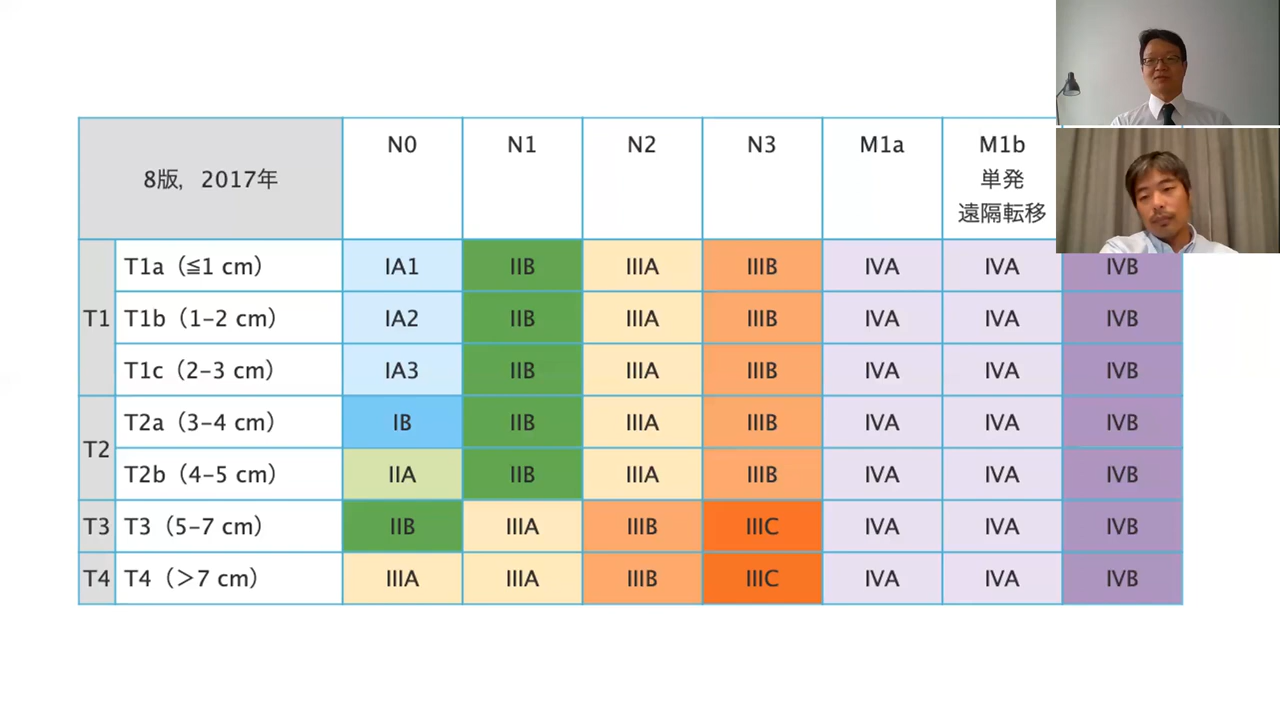 8版，2017年 N0 N1 N2 N3 M1a M1b
単発
遠隔転移
T1 T1a（≦1 cm） IA1 IIB IIIA IIIB IVA IVA IVB
T1b（1–2 cm） IA2 IIB IIIA IIIB IVA IVA IVB
T1c（2–3 cm） IA3 IIB IIIA IIIB IVA IVA IVB
T2 T2a（3–4 cm） IB IIB IIIA IIIB IVA IVA IVB
T2b（4–5 cm） IIA IIB IIIA IIIB IVA IVA IVB
T3 T3（5–7 cm） IIB IIIA IIIB IIIC IVA IVA IVB
T4 T4（＞7 cm） IIIA IIIA IIIB IIIC IVA IVA IVB